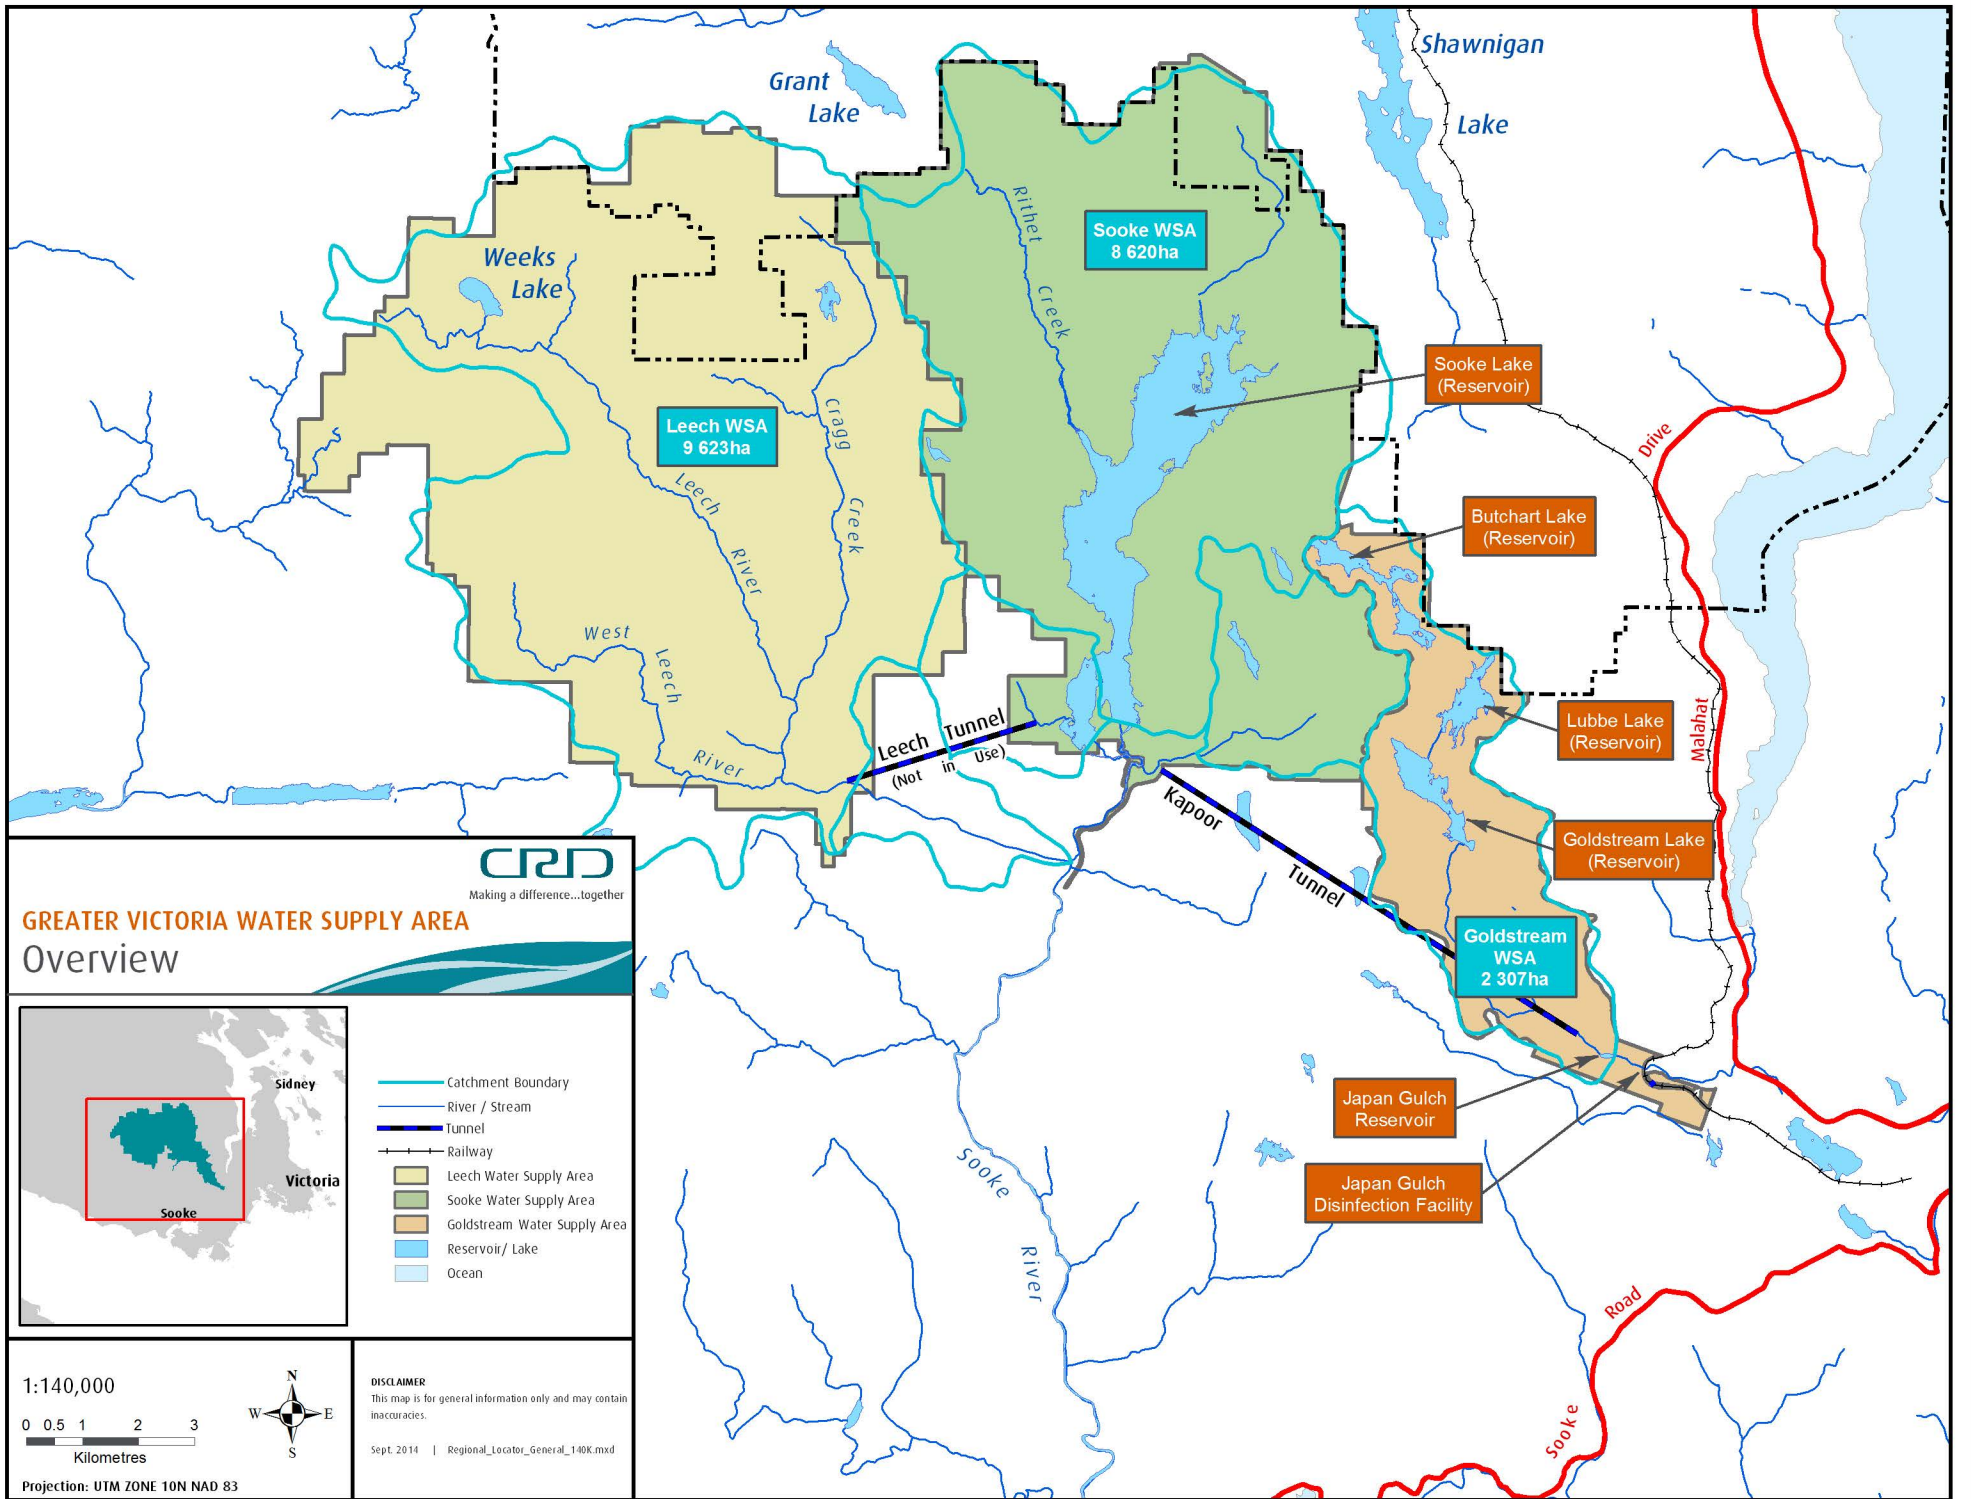 Shawnigan
Lake
Grant
Lake
Rithet
Creek
Sooke WSA
8 620ha
Weeks
Lake
Sooke Lake
(Reservoir)
Leech WSA
9 623ha
Cragg
Creek
Drive
Leech
River
Butchart Lake
(Reservoir)
West
Leech
River
Leech Tunnel
(Not in Use)
Lubbe Lake
(Reservoir)
Malahat
Kapoor
Tunnel
Goldstream Lake
(Reservoir)
Goldstream
WSA
2 307ha
Japan Gulch
Reservoir
Japan Gulch
Disinfection Facility
Sooke
River
Road
Sooke
CRD
Making a difference...together
GREATER VICTORIA WATER SUPPLY AREA
Overview
Sidney
Victoria
Sooke
Catchment Boundary
River / Stream
Tunnel
Railway
Leech Water Supply Area
Sooke Water Supply Area
Goldstream Water Supply Area
Reservoir/ Lake
Ocean
1:140,000
0 0.5 1 2 3
Kilometres
Projection: UTM ZONE 10N NAD 83
N
W E
S
DISCLAIMER
This map is for general information only and may contain
inaccuracies.
Sept. 2014 | Regional_Locator_General_140K.mxd